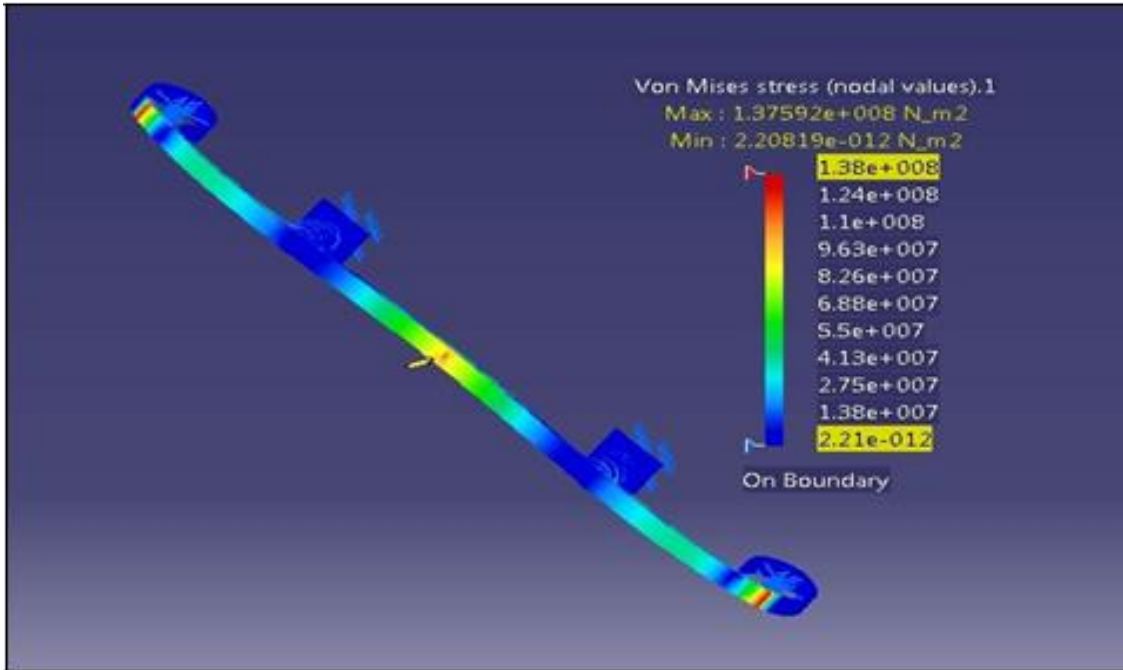 Von Mises stress (nodal values).1
Max : 1.37592e+008 N_m2
Min : 2.20819e-012 N_m2
1.38e+008
1.24e+008
1.1e+008
9.63e+007
8.26e+007
6.88e+007
5.5e+007
4.13e+007
2.75e+007
1.38e+007
2.21e-012
On Boundary